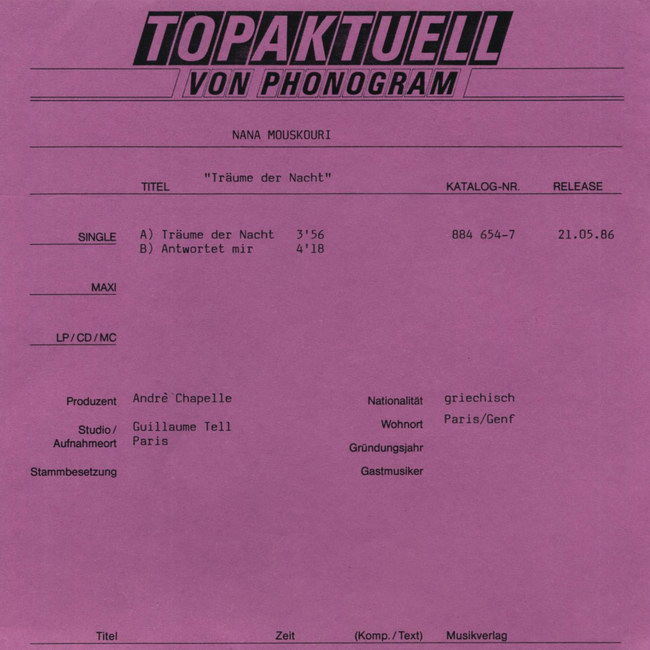 TOPAKTUELL
VON PHONOGRAM
NANA MOUSKOURI
TITEL "Träume der Nacht" KATALOG-NR. RELEASE
SINGLE A) Träume der Nacht 3'56 884 654-7 21.05.86
B) Antwortet mir 4'18
MAXI
LP/CD/MC
Produzent Andrè Chapelle Nationalität griechisch
Studio/ Guillaume Tell Wohnort Paris/Genf
Aufnahmeort Paris Gründungsjahr
Stammbesetzung Gastmusiker
Titel Zeit (Komp./Text) Musikverlag